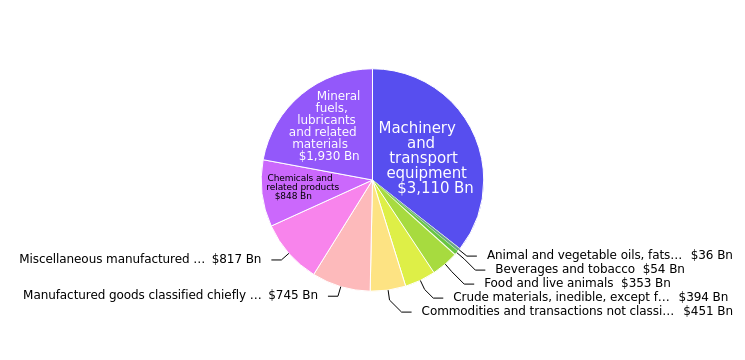 Mineral
fuels,
lubricants
and related
materials
$1,930 Bn
Machinery
and
transport
equipment
$3,110 Bn
Chemicals and
related products
$848 Bn
Miscellaneous manufactured … $817 Bn
Manufactured goods classified chiefly … $745 Bn
Animal and vegetable oils, fats… $36 Bn
Beverages and tobacco $54 Bn
Food and live animals $353 Bn
Crude materials, inedible, except f… $394 Bn
Commodities and transactions not classi… $451 Bn